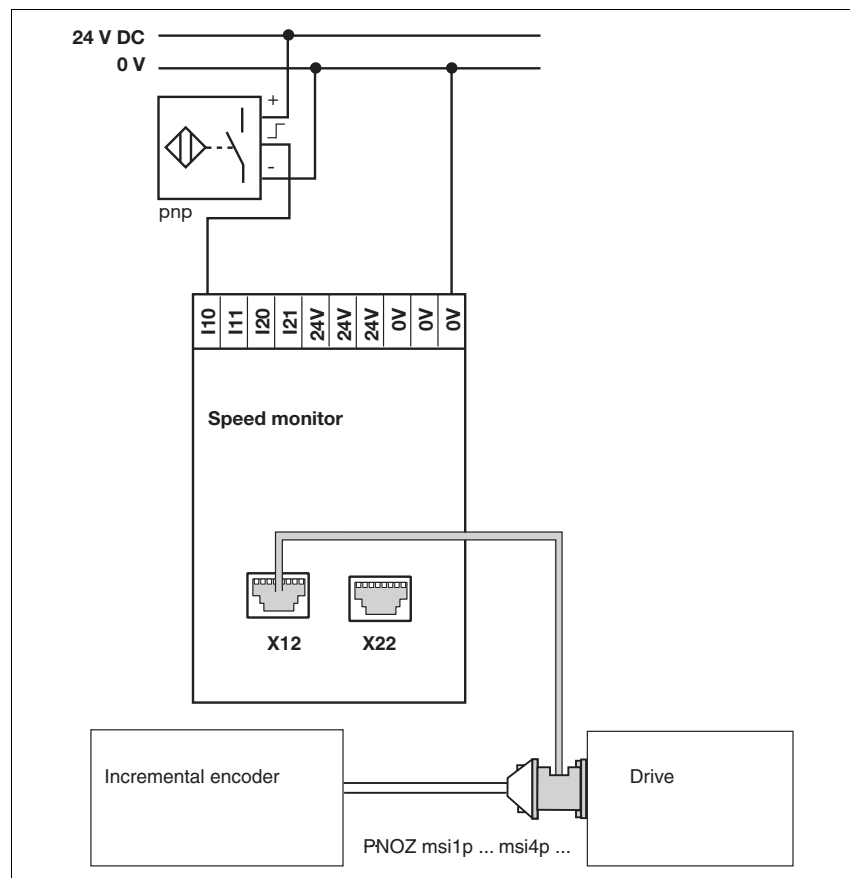 24 V DC
0 V
+
-
pnp
I10 I11 I20 I21 24V 24V 24V 0V 0V 0V
Speed monitor
X12 X22
Incremental encoder
Drive
PNOZ msi1p ... msi4p ...